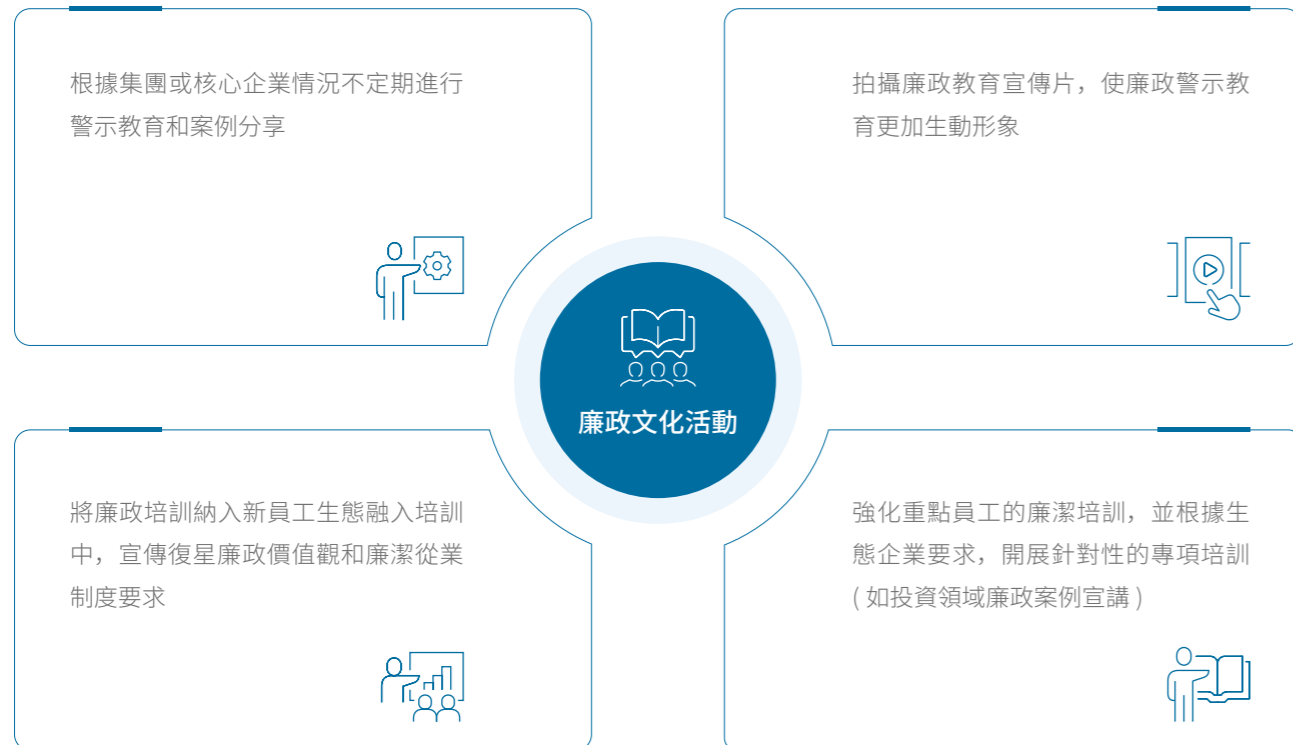 根據集團或核心企業情況不定期進行
警示教育和案例分享
拍攝廉政教育宣傳片，使廉政警示教
育更加生動形象
廉政文化活動
將廉政培訓納入新員工生態融入培訓
中，宣傳復星廉政價值觀和廉潔從業
制度要求
強化重點員工的廉潔培訓，並根據生
態企業要求，開展針對性的專項培訓
( 如投資領域廉政案例宣講 )